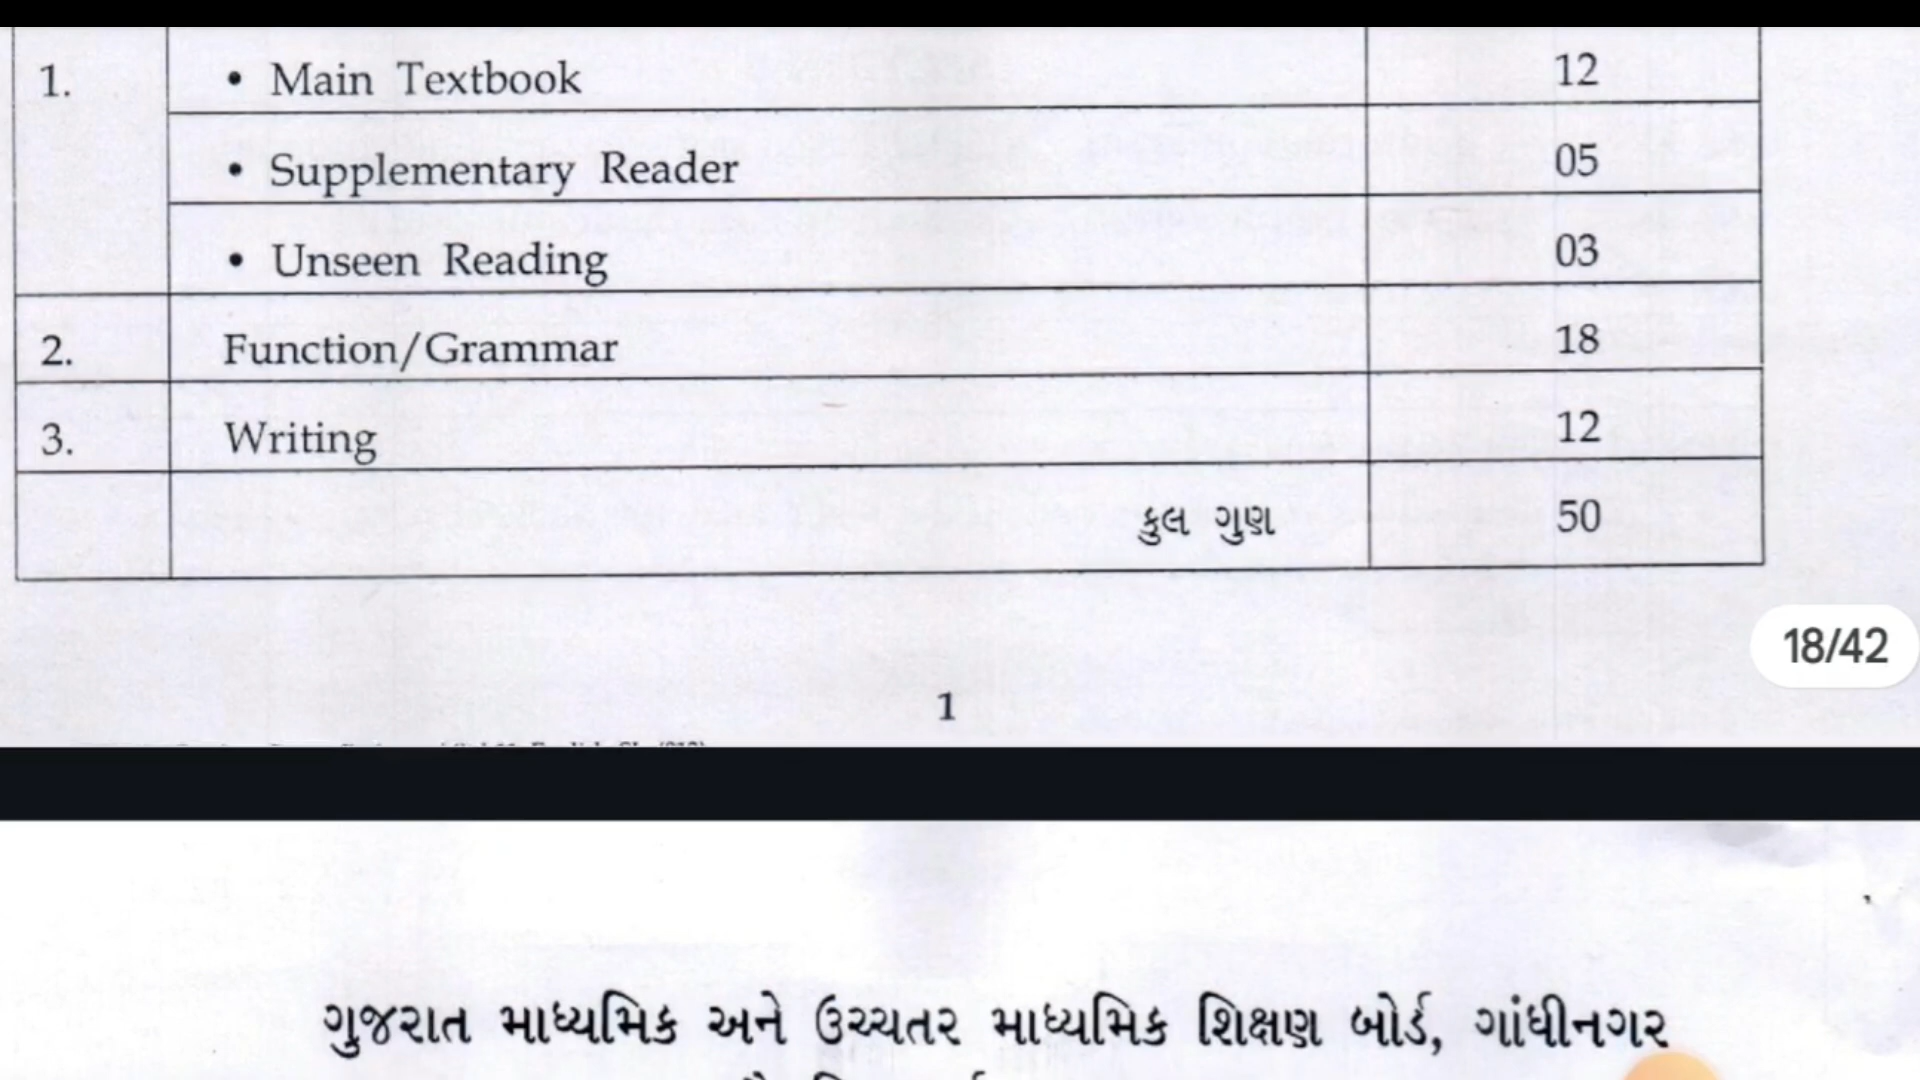 1. • Main Textbook 12
• Supplementary Reader 05
• Unseen Reading 03
2. Function/Grammar 18
3. Writing 12
કુલ ગુણ 50
18/42
1
ગુજરાત માધ્યમિક અને ઉચ્ચતર માધ્યમિક શિક્ષણ બોર્ડ, ગાંધીનગર